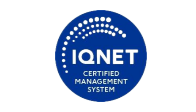 IQNET
CERTIFIED
MANAGEMENT
SYSTEM